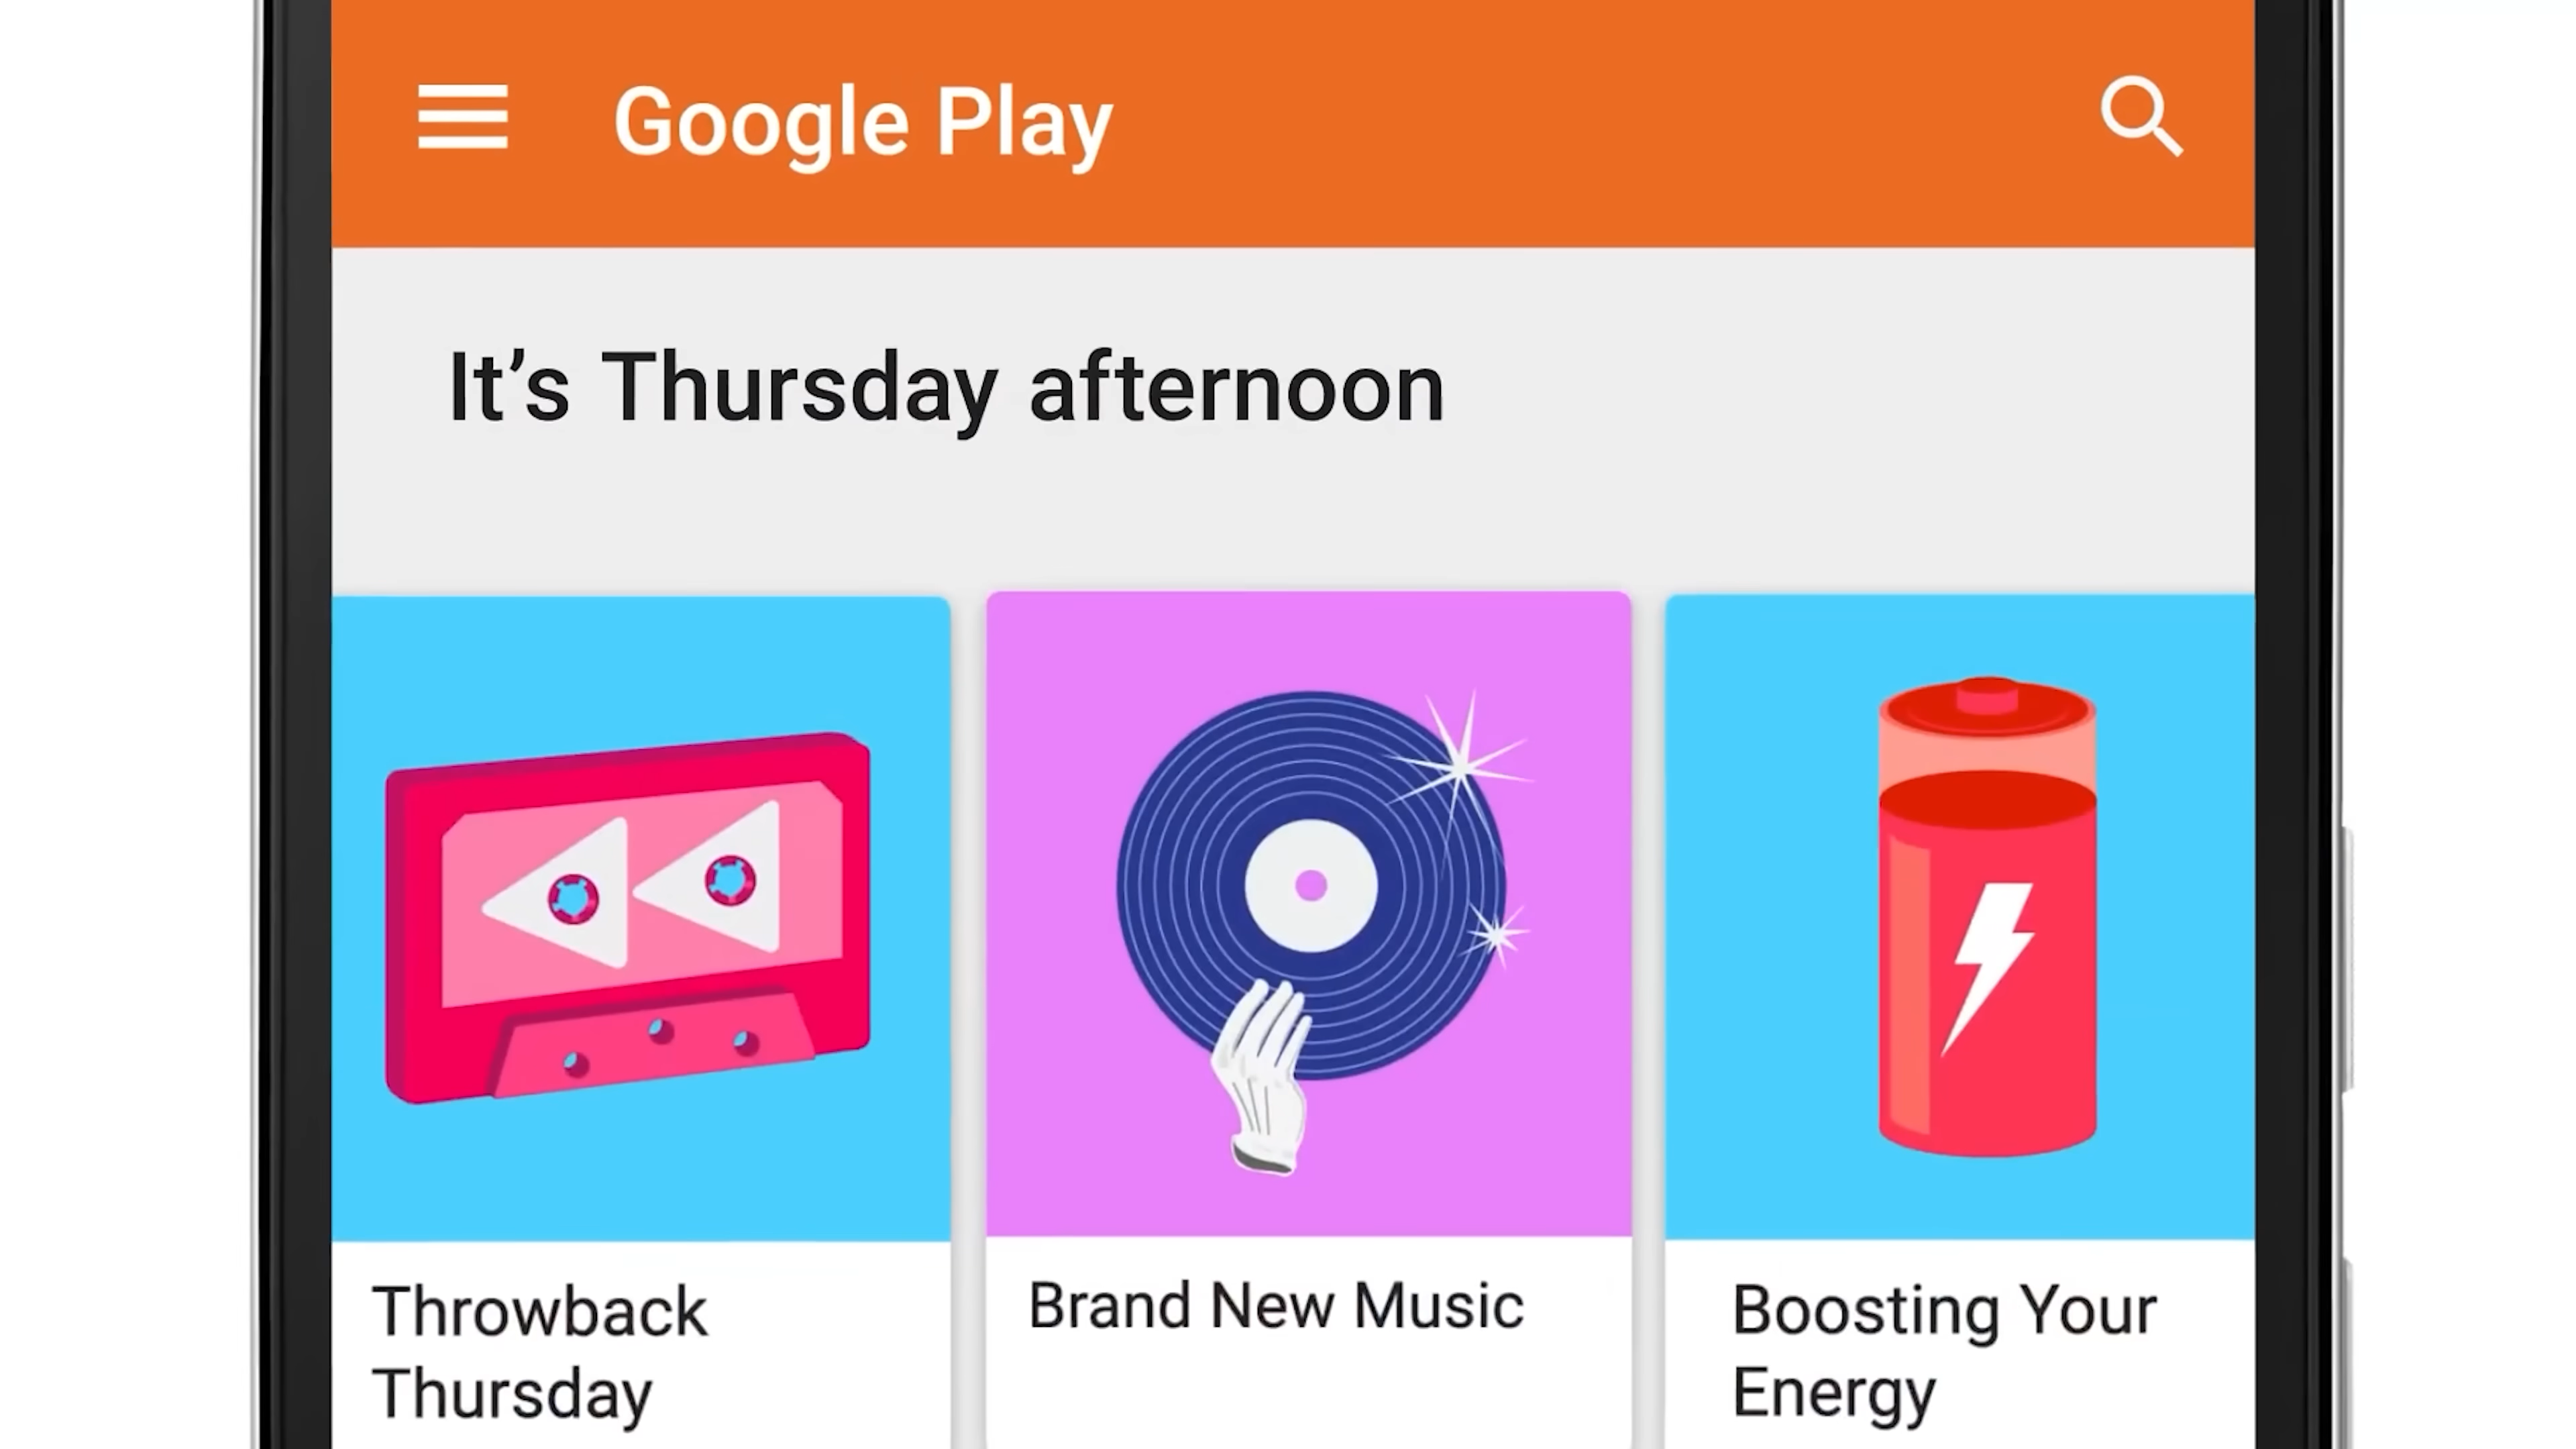 Google Play
It’s Thursday afternoon
Throwback
Thursday
Brand New Music
Boosting Your
Energy